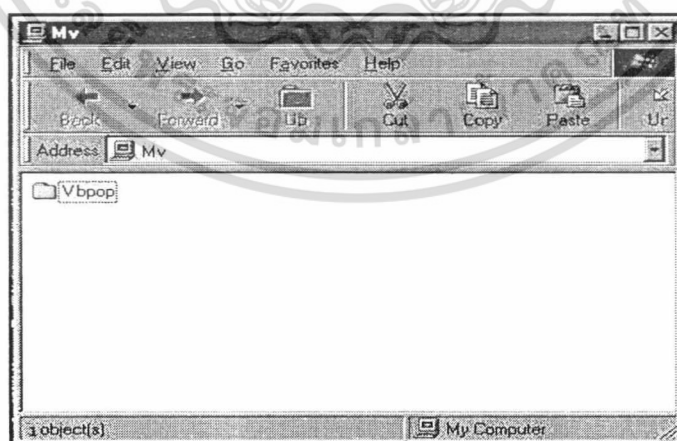 Mv
File Edit View Go Favorites Help
Back Forward Up Cut Copy Paste Ur
Address Mv
Vbpop
1 object(s) My Computer